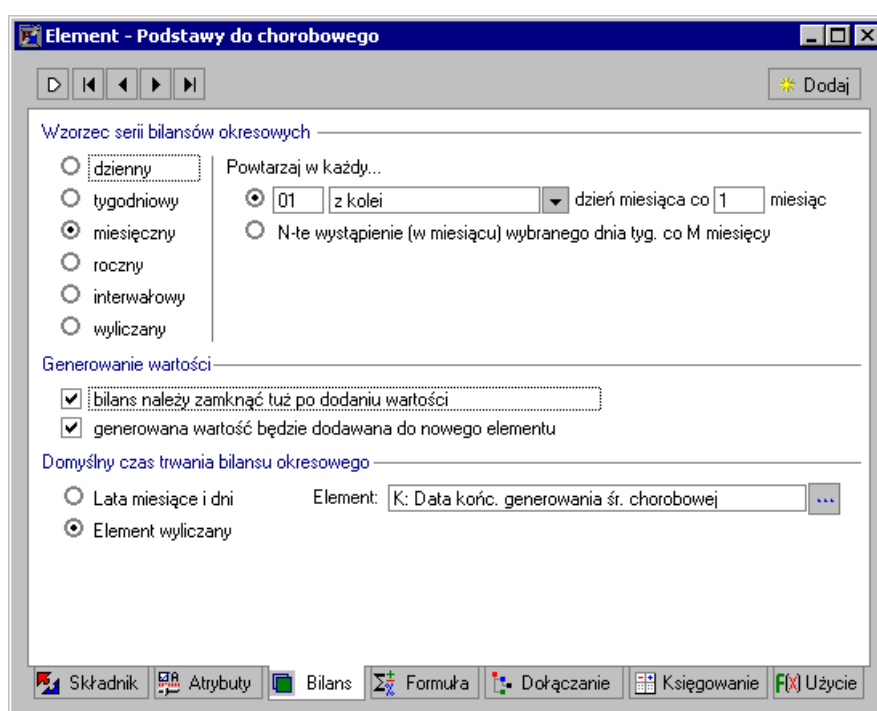 Element - Podstawy do chorobowego
Dodaj
Wzorzec serii bilansów okresowych
dzienny
Powtarzaj w każdy...
tygodniowy
01 z kolei dzień miesiąca co 1 miesiąc
miesięczny
N-te wystąpienie (w miesiącu) wybranego dnia tyg. co M miesięcy
roczny
interwałowy
wyliczany
Generowanie wartości
bilans należy zamknąć tuż po dodaniu wartości
generowana wartość będzie dodawana do nowego elementu
Domyślny czas trwania bilansu okresowego
Lata miesiące i dni Element: K: Data końc. generowania śr. chorobowej ...
Element wyliczany
Składnik Atrybuty Bilans Formuła Dołączanie Księgowanie F(X) Użycie